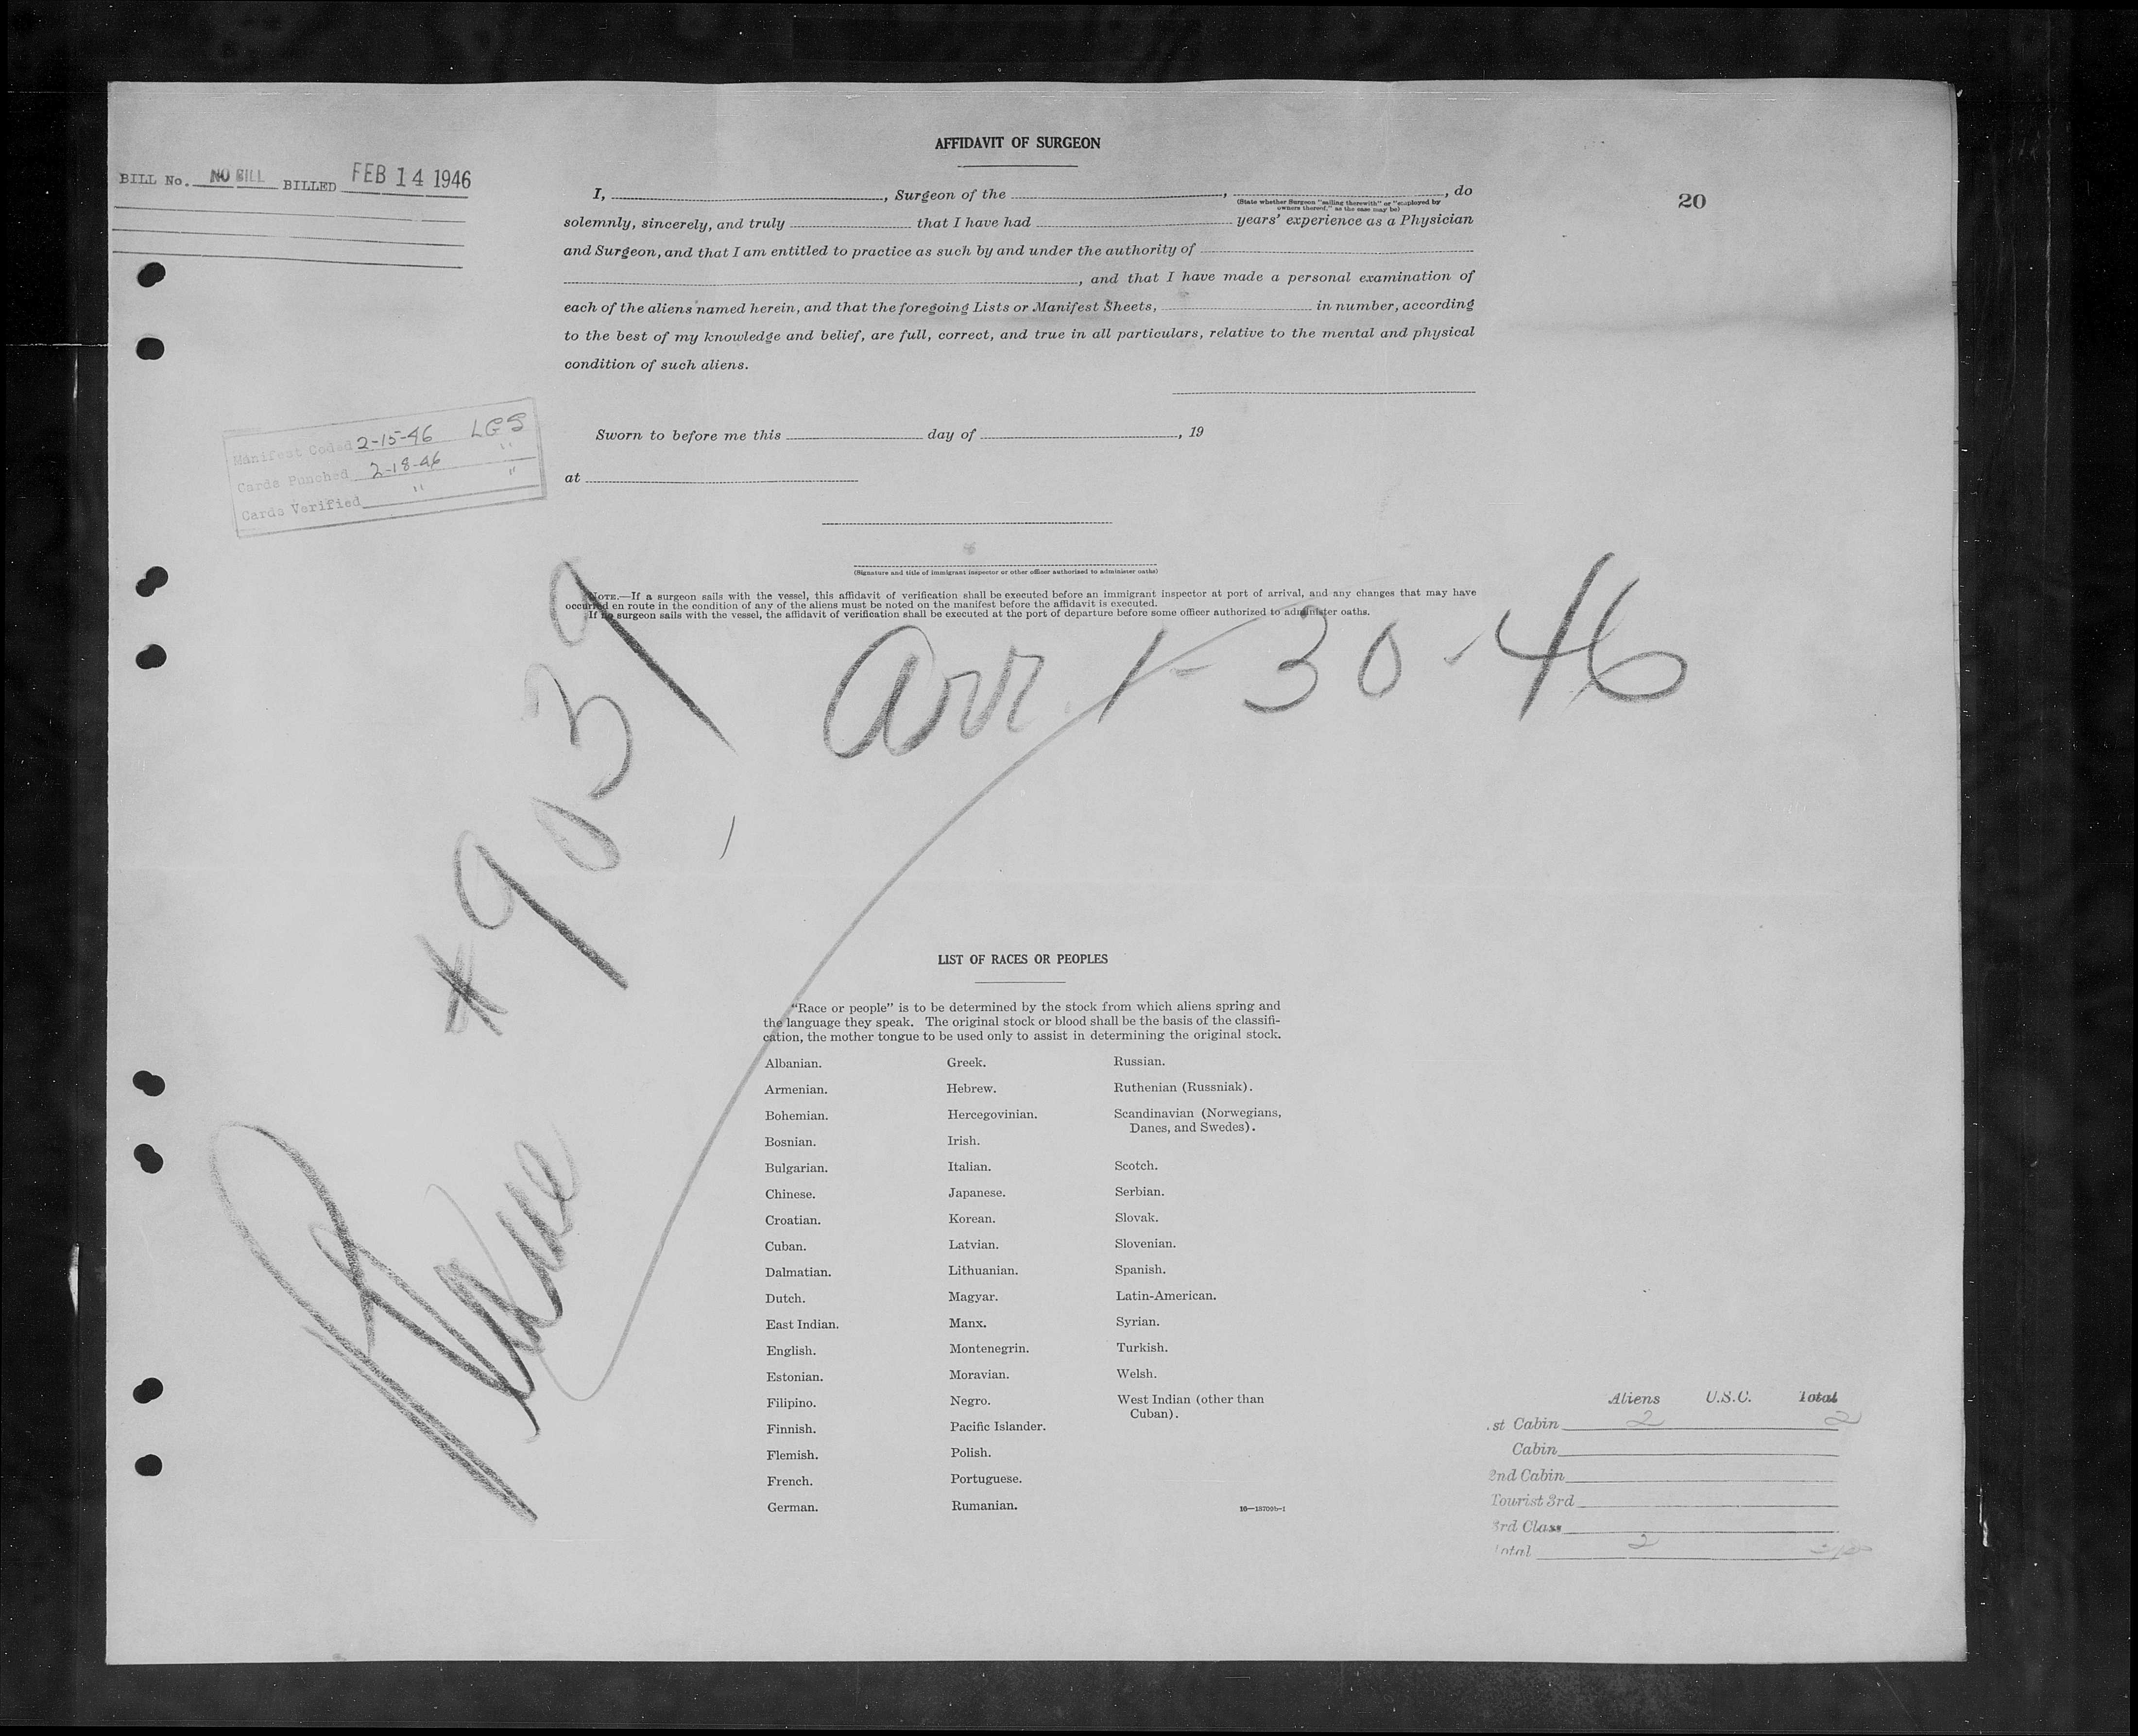 AFFIDAVIT OF SURGEON
BILL No. NO BILL BILLED FEB 14 1946
20
I, , Surgeon of the , , do
(State whether Surgeon "sailing therewith" or "employed by
owners thereof," as the case may be)
solemnly, sincerely, and truly that I have had years' experience as a Physician
and Surgeon, and that I am entitled to practice as such by and under the authority of
, and that I have made a personal examination of
each of the aliens named herein, and that the foregoing Lists or Manifest Sheets, in number, according
to the best of my knowledge and belief, are full, correct, and true in all particulars, relative to the mental and physical
condition of such aliens.
Manifest Coded 2-15-46 LGS
Cards Punched 2-18-46 "
Cards Verified " "
Sworn to before me this day of , 19
at
(Signature and title of immigrant inspector or other officer authorized to administer oaths)
NOTE.—If a surgeon sails with the vessel, this affidavit of verification shall be executed before an immigrant inspector at port of arrival, and any changes that may have
occurred en route in the condition of any of the aliens must be noted on the manifest before the affidavit is executed.
If no surgeon sails with the vessel, the affidavit of verification shall be executed at the port of departure before some officer authorized to administer oaths.
Arr. 1-30-46
Plane #9039
LIST OF RACES OR PEOPLES
"Race or people" is to be determined by the stock from which aliens spring and
the language they speak. The original stock or blood shall be the basis of the classifi-
cation, the mother tongue to be used only to assist in determining the original stock.
Albanian.
Armenian.
Bohemian.
Bosnian.
Bulgarian.
Chinese.
Croatian.
Cuban.
Dalmatian.
Dutch.
East Indian.
English.
Estonian.
Filipino.
Finnish.
Flemish.
French.
German.
Greek.
Hebrew.
Hercegovinian.
Irish.
Italian.
Japanese.
Korean.
Latvian.
Lithuanian.
Magyar.
Manx.
Montenegrin.
Moravian.
Negro.
Pacific Islander.
Polish.
Portuguese.
Rumanian.
Russian.
Ruthenian (Russniak).
Scandinavian (Norwegians,
Danes, and Swedes).
Scotch.
Serbian.
Slovak.
Slovenian.
Spanish.
Latin-American.
Syrian.
Turkish.
Welsh.
West Indian (other than
Cuban).
16—18709b-1
Aliens U.S.C. Total
st Cabin 2 2
Cabin
2nd Cabin
Tourist 3rd
3rd Class
Total 2